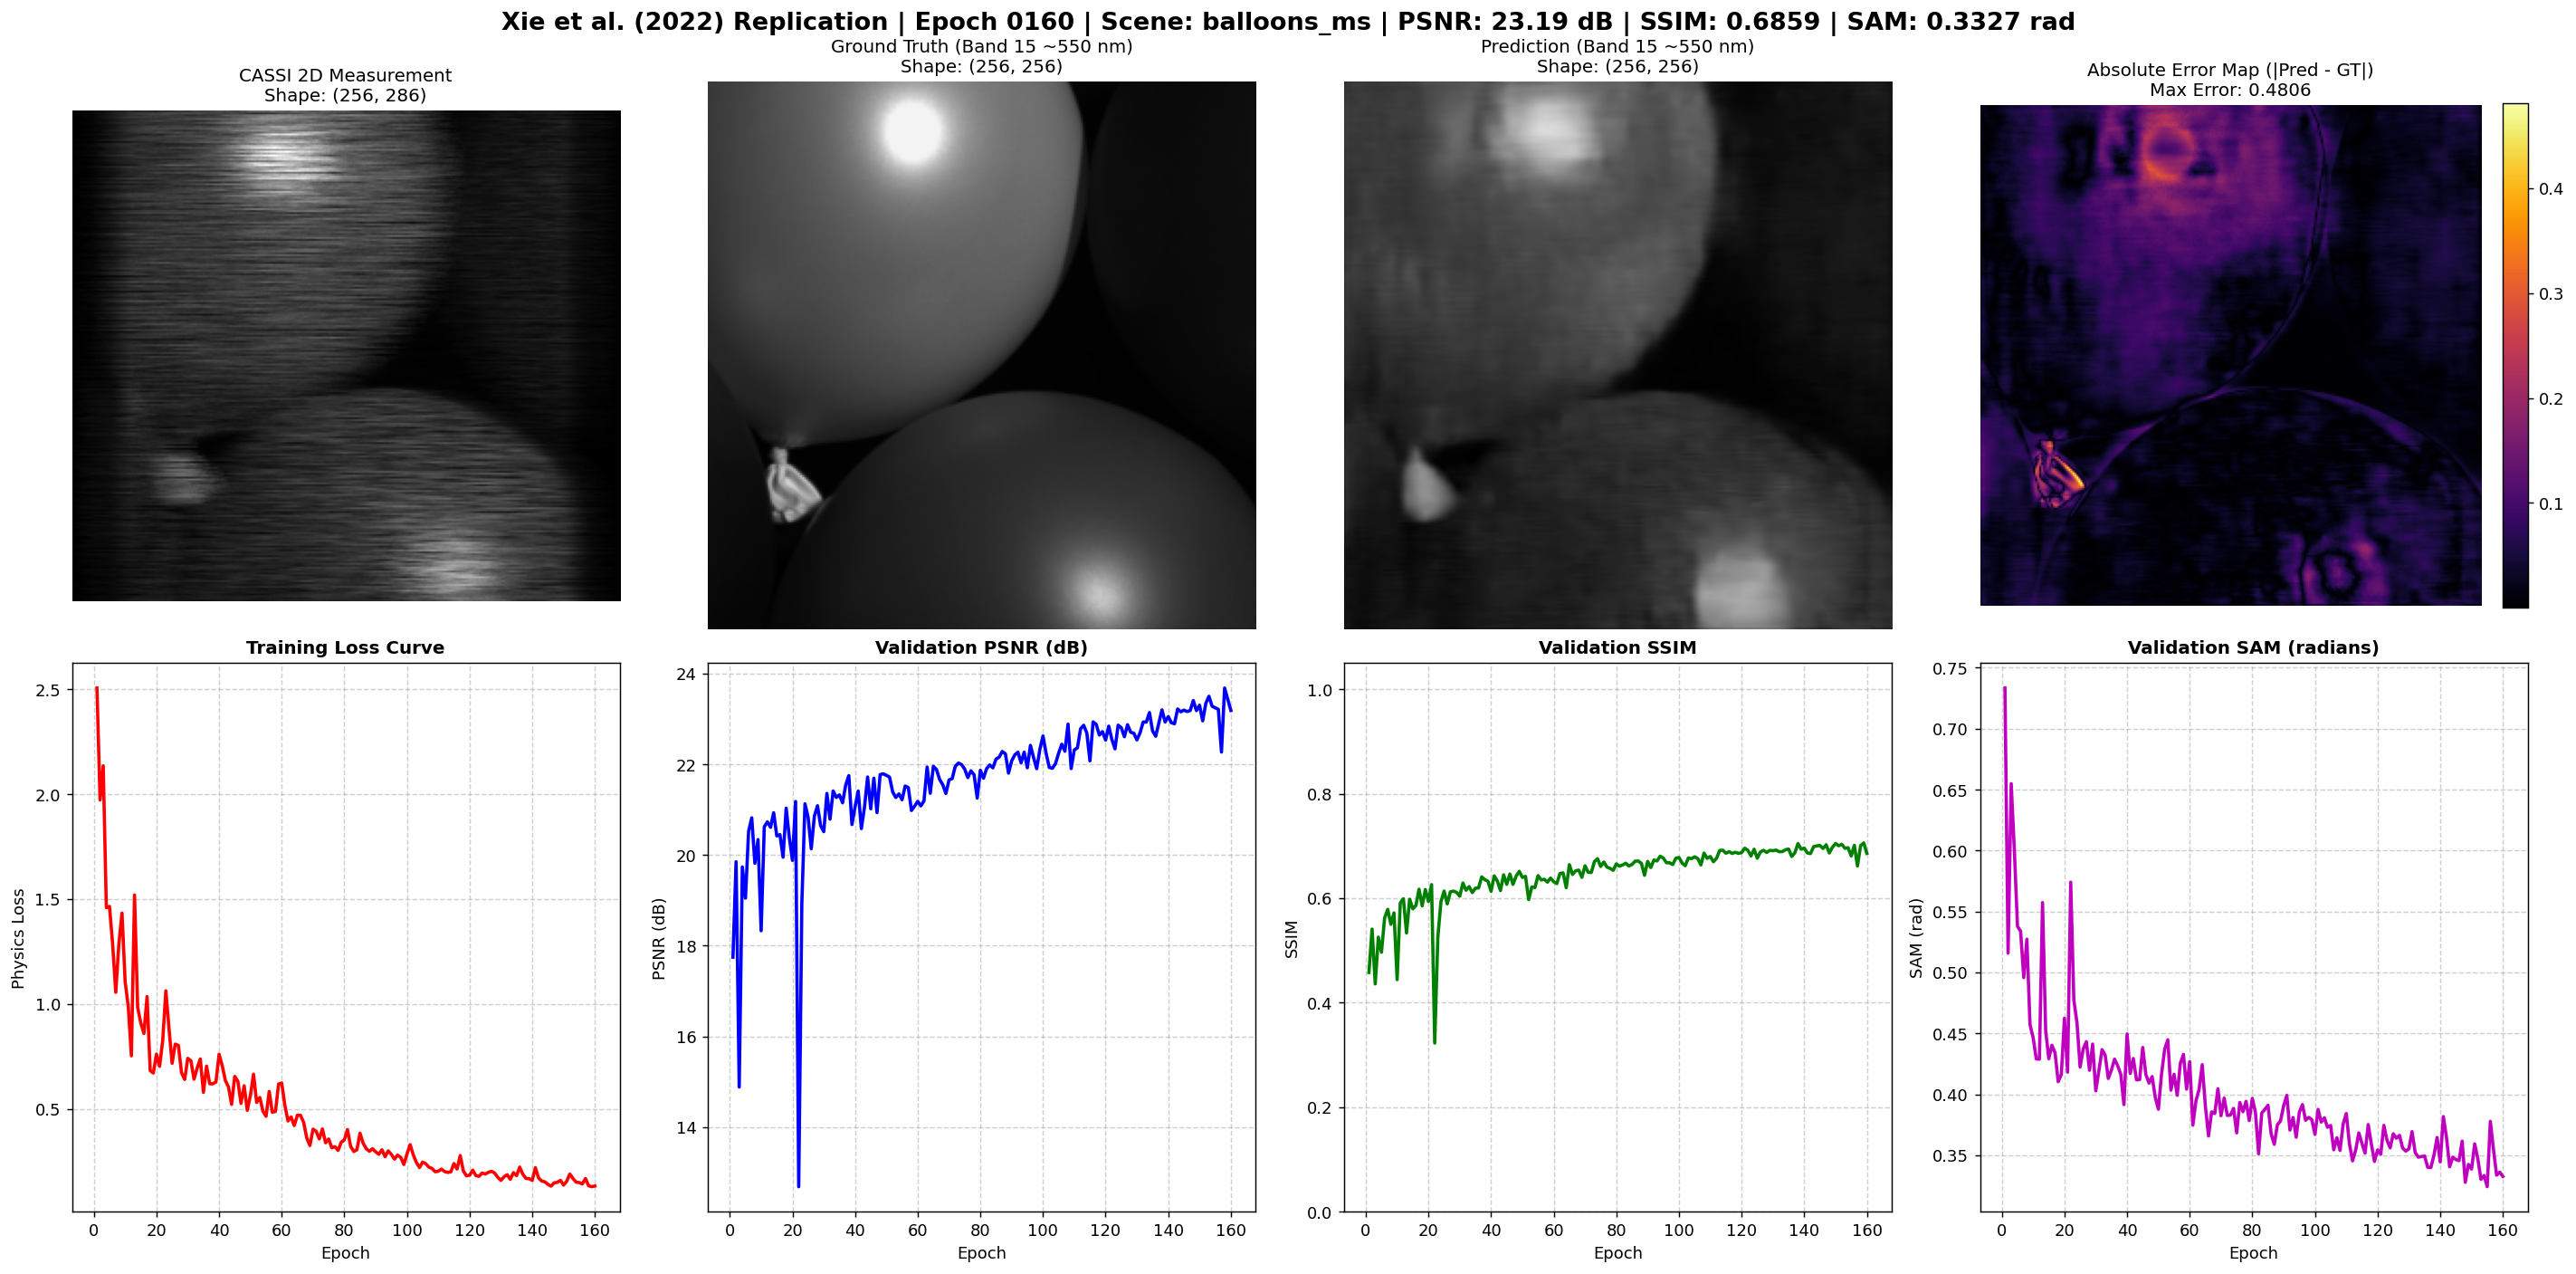 Xie et al. (2022) Replication | Epoch 0160 | Scene: balloons_ms | PSNR: 23.19 dB | SSIM: 0.6859 | SAM: 0.3327 rad
CASSI 2D Measurement
Shape: (256, 286)
Ground Truth (Band 15 ~550 nm)
Shape: (256, 256)
Prediction (Band 15 ~550 nm)
Shape: (256, 256)
Absolute Error Map (|Pred - GT|)
Max Error: 0.4806
0.4
0.3
0.2
0.1
Training Loss Curve
Physics Loss
2.5
2.0
1.5
1.0
0.5
0 20 40 60 80 100 120 140 160
Epoch
Validation PSNR (dB)
PSNR (dB)
24
22
20
18
16
14
0 20 40 60 80 100 120 140 160
Epoch
Validation SSIM
SSIM
1.0
0.8
0.6
0.4
0.2
0.0
0 20 40 60 80 100 120 140 160
Epoch
Validation SAM (radians)
SAM (rad)
0.75
0.70
0.65
0.60
0.55
0.50
0.45
0.40
0.35
0 20 40 60 80 100 120 140 160
Epoch